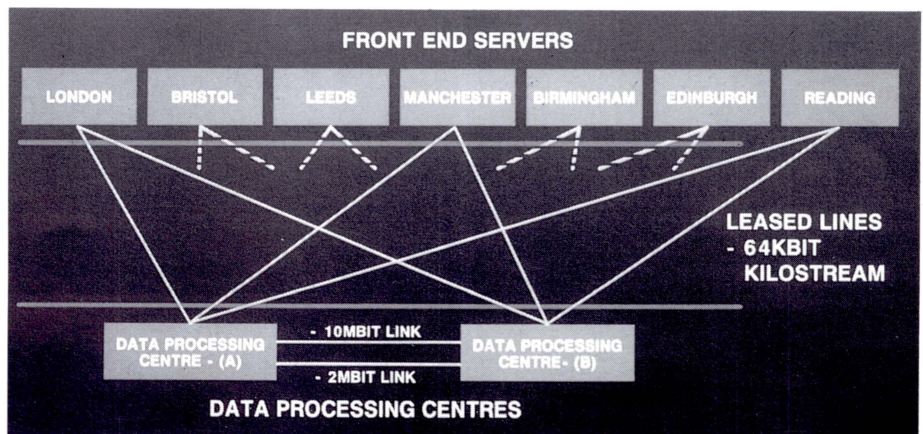 FRONT END SERVERS
LONDON
BRISTOL
LEEDS
MANCHESTER
BIRMINGHAM
EDINBURGH
READING
LEASED LINES
- 64KBIT
KILOSTREAM
DATA PROCESSING
CENTRE - (A)
- 10MBIT LINK
- 2MBIT LINK
DATA PROCESSING
CENTRE- (B)
DATA PROCESSING CENTRES